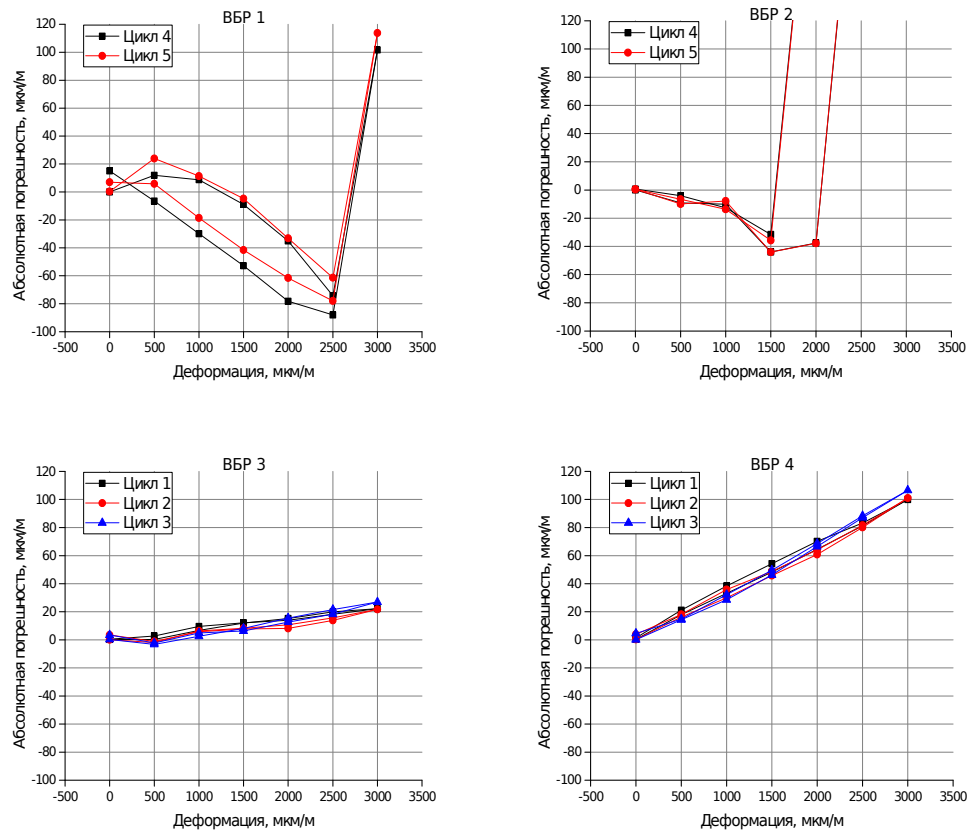 ВБР 1
Цикл 4
Цикл 5
Абсолютная погрешность, мкм/м
120
100
80
60
40
20
0
-20
-40
-60
-80
-100
-500 0 500 1000 1500 2000 2500 3000 3500
Деформация, мкм/м
ВБР 2
Цикл 4
Цикл 5
Абсолютная погрешность, мкм/м
120
100
80
60
40
20
0
-20
-40
-60
-80
-100
-500 0 500 1000 1500 2000 2500 3000 3500
Деформация, мкм/м
ВБР 3
Цикл 1
Цикл 2
Цикл 3
Абсолютная погрешность, мкм/м
120
100
80
60
40
20
0
-20
-40
-60
-80
-100
-500 0 500 1000 1500 2000 2500 3000 3500
Деформация, мкм/м
ВБР 4
Цикл 1
Цикл 2
Цикл 3
Абсолютная погрешность, мкм/м
120
100
80
60
40
20
0
-20
-40
-60
-80
-100
-500 0 500 1000 1500 2000 2500 3000 3500
Деформация, мкм/м